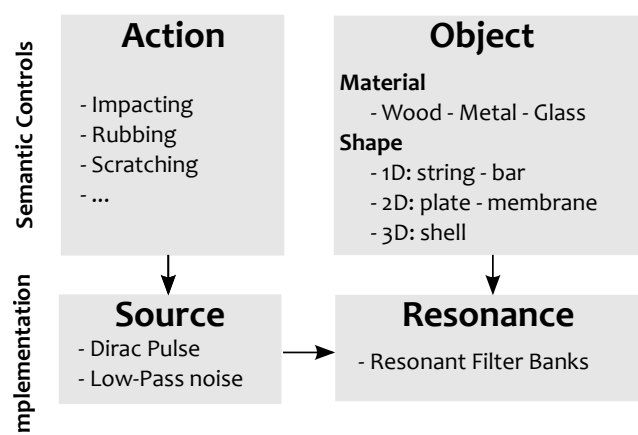 Semantic Controls
Action
- Impacting
- Rubbing
- Scratching
- ...
Object
Material
- Wood - Metal - Glass
Shape
- 1D: string - bar
- 2D: plate - membrane
- 3D: shell
mplementation
Source
- Dirac Pulse
- Low-Pass noise
Resonance
- Resonant Filter Banks